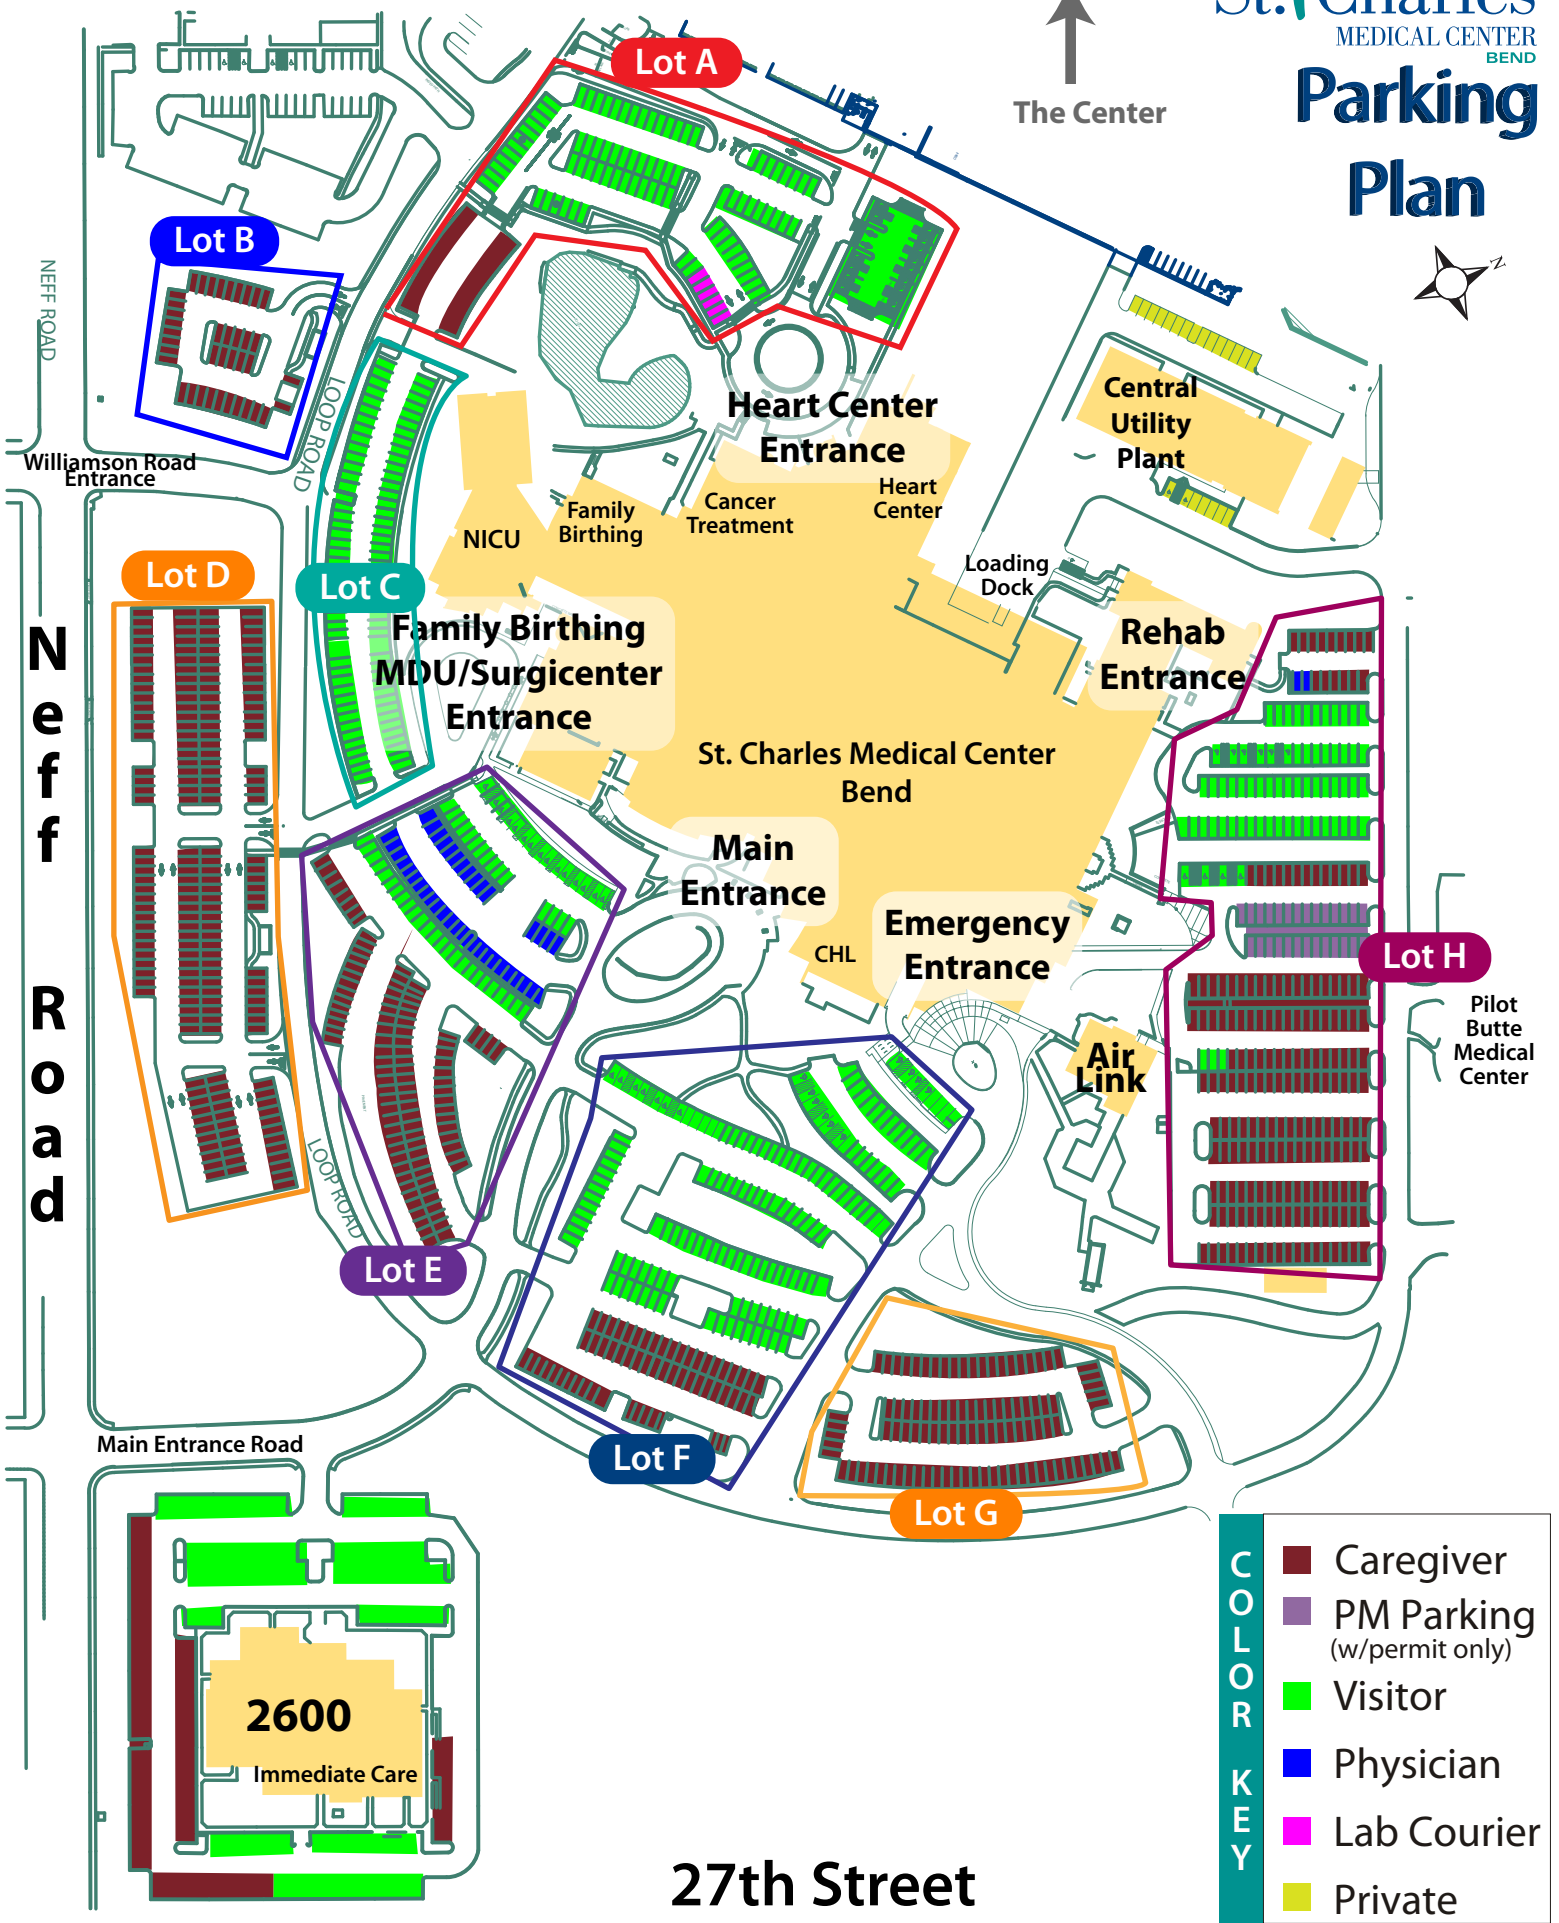 St. Charles
MEDICAL CENTER
BEND
Parking
Plan
The Center
N
Lot A
Lot B
NEFF ROAD
LOOP ROAD
Williamson Road
Entrance
Heart Center
Entrance
Central
Utility
Plant
Heart
Center
Cancer
Treatment
Family
Birthing
NICU
Loading
Dock
Lot D
Lot C
Family Birthing
MDU/Surgicenter
Entrance
Rehab
Entrance
Neff Road
St. Charles Medical Center
Bend
Main
Entrance
Emergency
Entrance
CHL
Lot H
Pilot
Butte
Medical
Center
Air
Link
LOOP ROAD
Lot E
Main Entrance Road
Lot F
Lot G
2600
Immediate Care
27th Street
COLOR KEY
Caregiver
PM Parking
(w/permit only)
Visitor
Physician
Lab Courier
Private